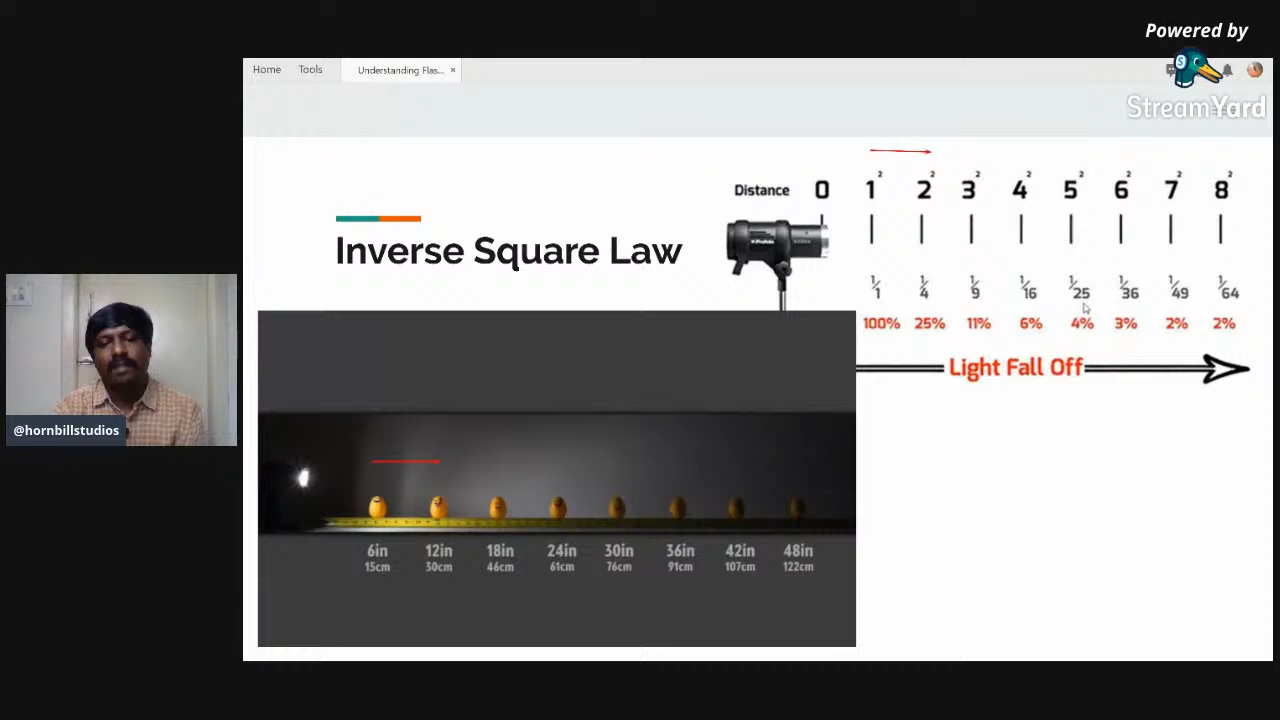 Powered by
StreamYard
Home Tools Understanding Flas... ×
Inverse Square Law
Distance 0 1² 2² 3² 4² 5² 6² 7² 8²
1/1 1/4 1/9 1/16 1/25 1/36 1/49 1/64
100% 25% 11% 6% 4% 3% 2% 2%
Light Fall Off
6in 12in 18in 24in 30in 36in 42in 48in
15cm 30cm 46cm 61cm 76cm 91cm 107cm 122cm
@hornbillstudios